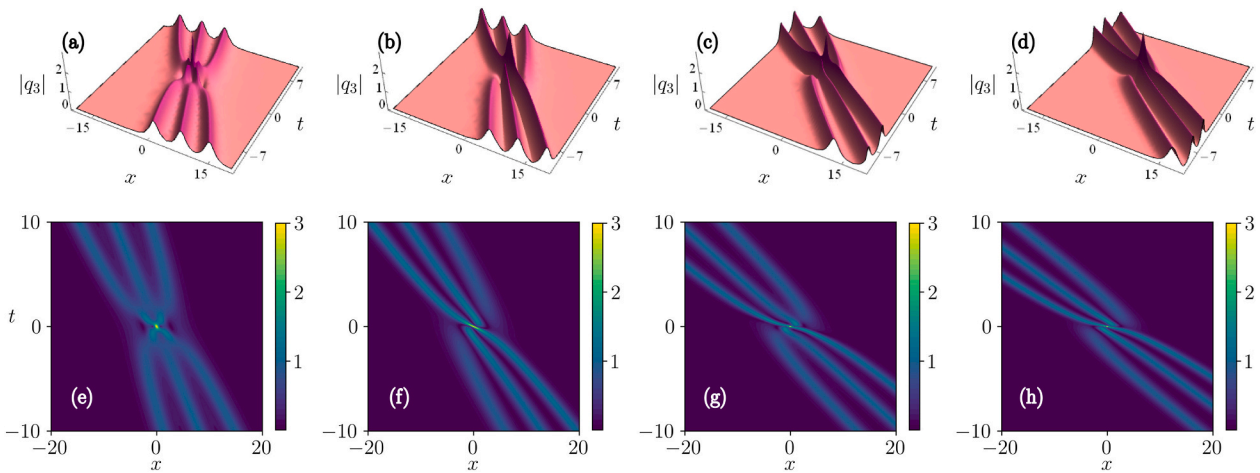 (a) (b) (c) (d)
|q₃| 2 1 0 −15 0 15 x −7 0 7 t
|q₃| 2 1 0 −15 0 15 x −7 0 7 t
|q₃| 2 1 0 −15 0 15 x −7 0 7 t
|q₃| 2 1 0 −15 0 15 x −7 0 7 t
10 3 10 3 10 3 10 3
2 2 2 2
t 0 0 0 0
1 1 1 1
(e) (f) (g) (h)
−10 −10 −10 −10
−20 0 20 −20 0 20 −20 0 20 −20 0 20
x x x x